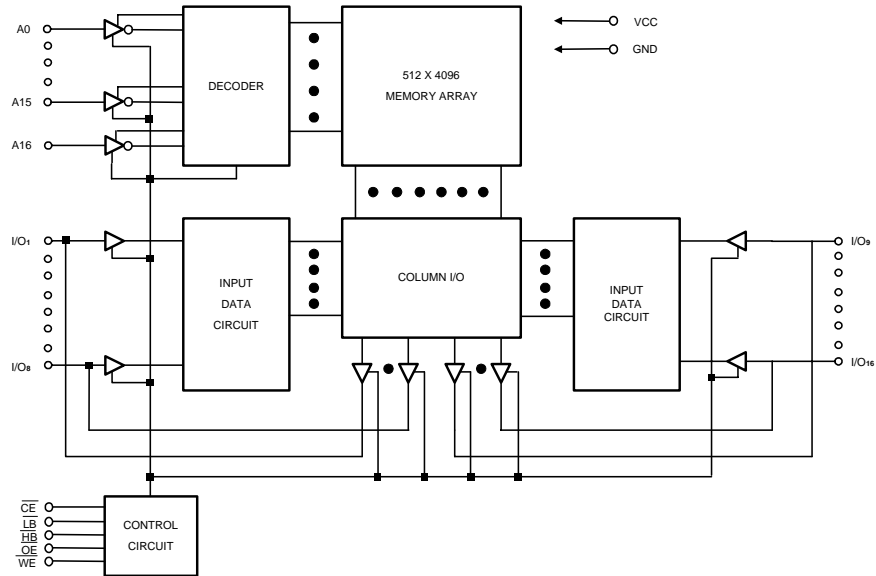 A0
A15
A16
DECODER
512 X 4096
MEMORY ARRAY
VCC
GND
I/O1
I/O8
INPUT
DATA
CIRCUIT
COLUMN I/O
INPUT
DATA
CIRCUIT
I/O9
I/O16
CE
LB
HB
OE
WE
CONTROL
CIRCUIT